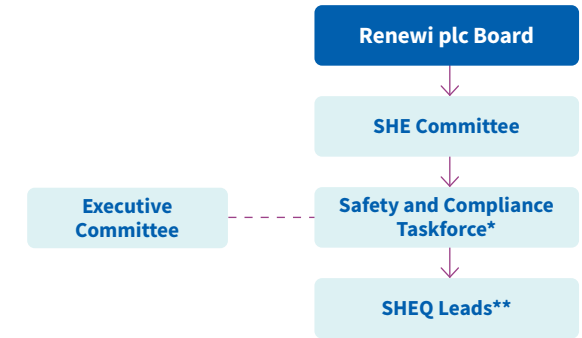 Renewi plc Board
SHE Committee
Executive
Committee
Safety and Compliance
Taskforce*
SHEQ Leads**